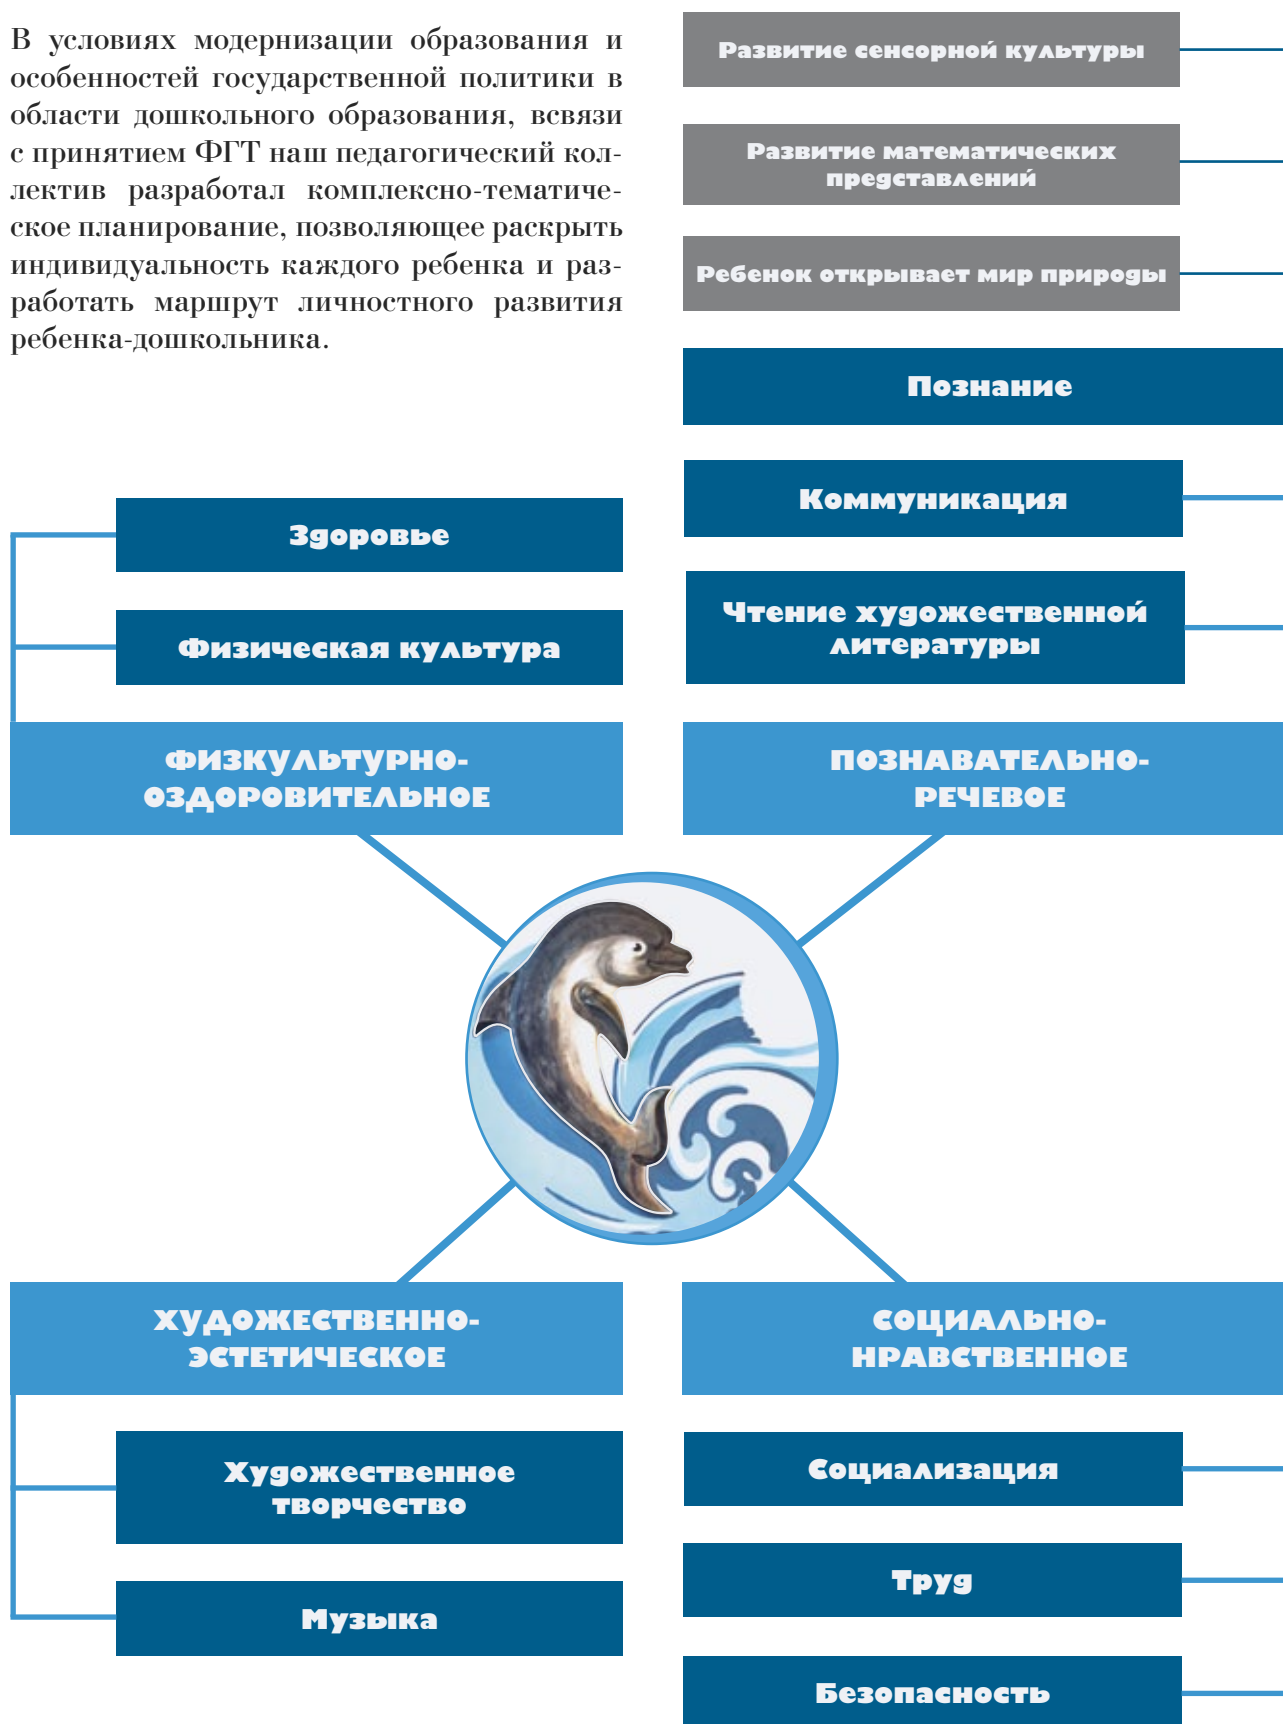 В условиях модернизации образования и
особенностей государственной политики в
области дошкольного образования, всвязи
с принятием ФГТ наш педагогический кол-
лектив разработал комплексно-тематиче-
ское планирование, позволяющее раскрыть
индивидуальность каждого ребенка и раз-
работать маршрут личностного развития
ребенка-дошкольника.
Развитие сенсорной культуры
Развитие математических
представлений
Ребенок открывает мир природы
Познание
Коммуникация
Чтение художественной
литературы
Здоровье
Физическая культура
ФИЗКУЛЬТУРНО-
ОЗДОРОВИТЕЛЬНОЕ
ПОЗНАВАТЕЛЬНО-
РЕЧЕВОЕ
ХУДОЖЕСТВЕННО-
ЭСТЕТИЧЕСКОЕ
СОЦИАЛЬНО-
НРАВСТВЕННОЕ
Художественное
творчество
Музыка
Социализация
Труд
Безопасность